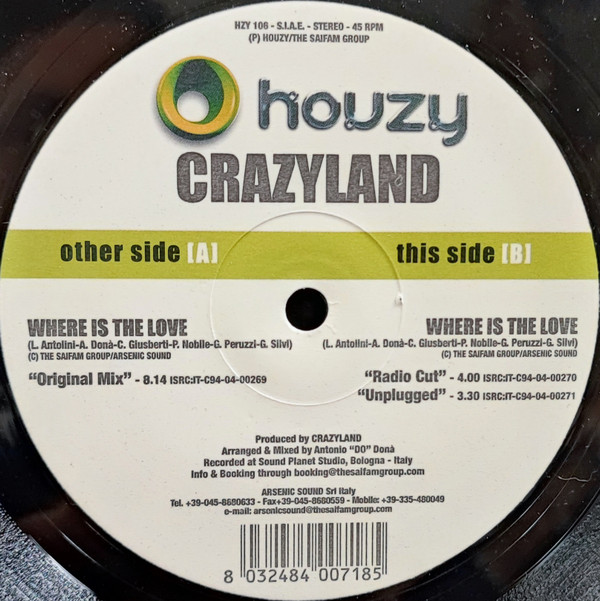 HZY 106 - S.I.A.E. - STEREO - 45 RPM
(P) HOUZY/THE SAIFAM GROUP
houzy
CRAZYLAND
other side [A]
this side [B]
WHERE IS THE LOVE
(L. Antolini-A. Donà-C. Giusberti-P. Nobile-G. Peruzzi-G. Silvi)
(C) THE SAIFAM GROUP/ARSENIC SOUND
"Original Mix" - 8.14 ISRC:IT-C94-04-00269
WHERE IS THE LOVE
(L. Antolini-A. Donà-C. Giusberti-P. Nobile-G. Peruzzi-G. Silvi)
(C) THE SAIFAM GROUP/ARSENIC SOUND
"Radio Cut" - 4.00 ISRC:IT-C94-04-00270
"Unplugged" - 3.30 ISRC:IT-C94-04-00271
Produced by CRAZYLAND
Arranged & Mixed by Antonio "DO" Donà
Recorded at Sound Planet Studio, Bologna - Italy
Info & Booking through booking@thesaifamgroup.com
ARSENIC SOUND Srl Italy
Tel. +39-045-8680633 - Fax+39-045-8680559 - Mobile: +39-335-480049
e-mail: arsenicsound@thesaifamgroup.com
8 032484 007185